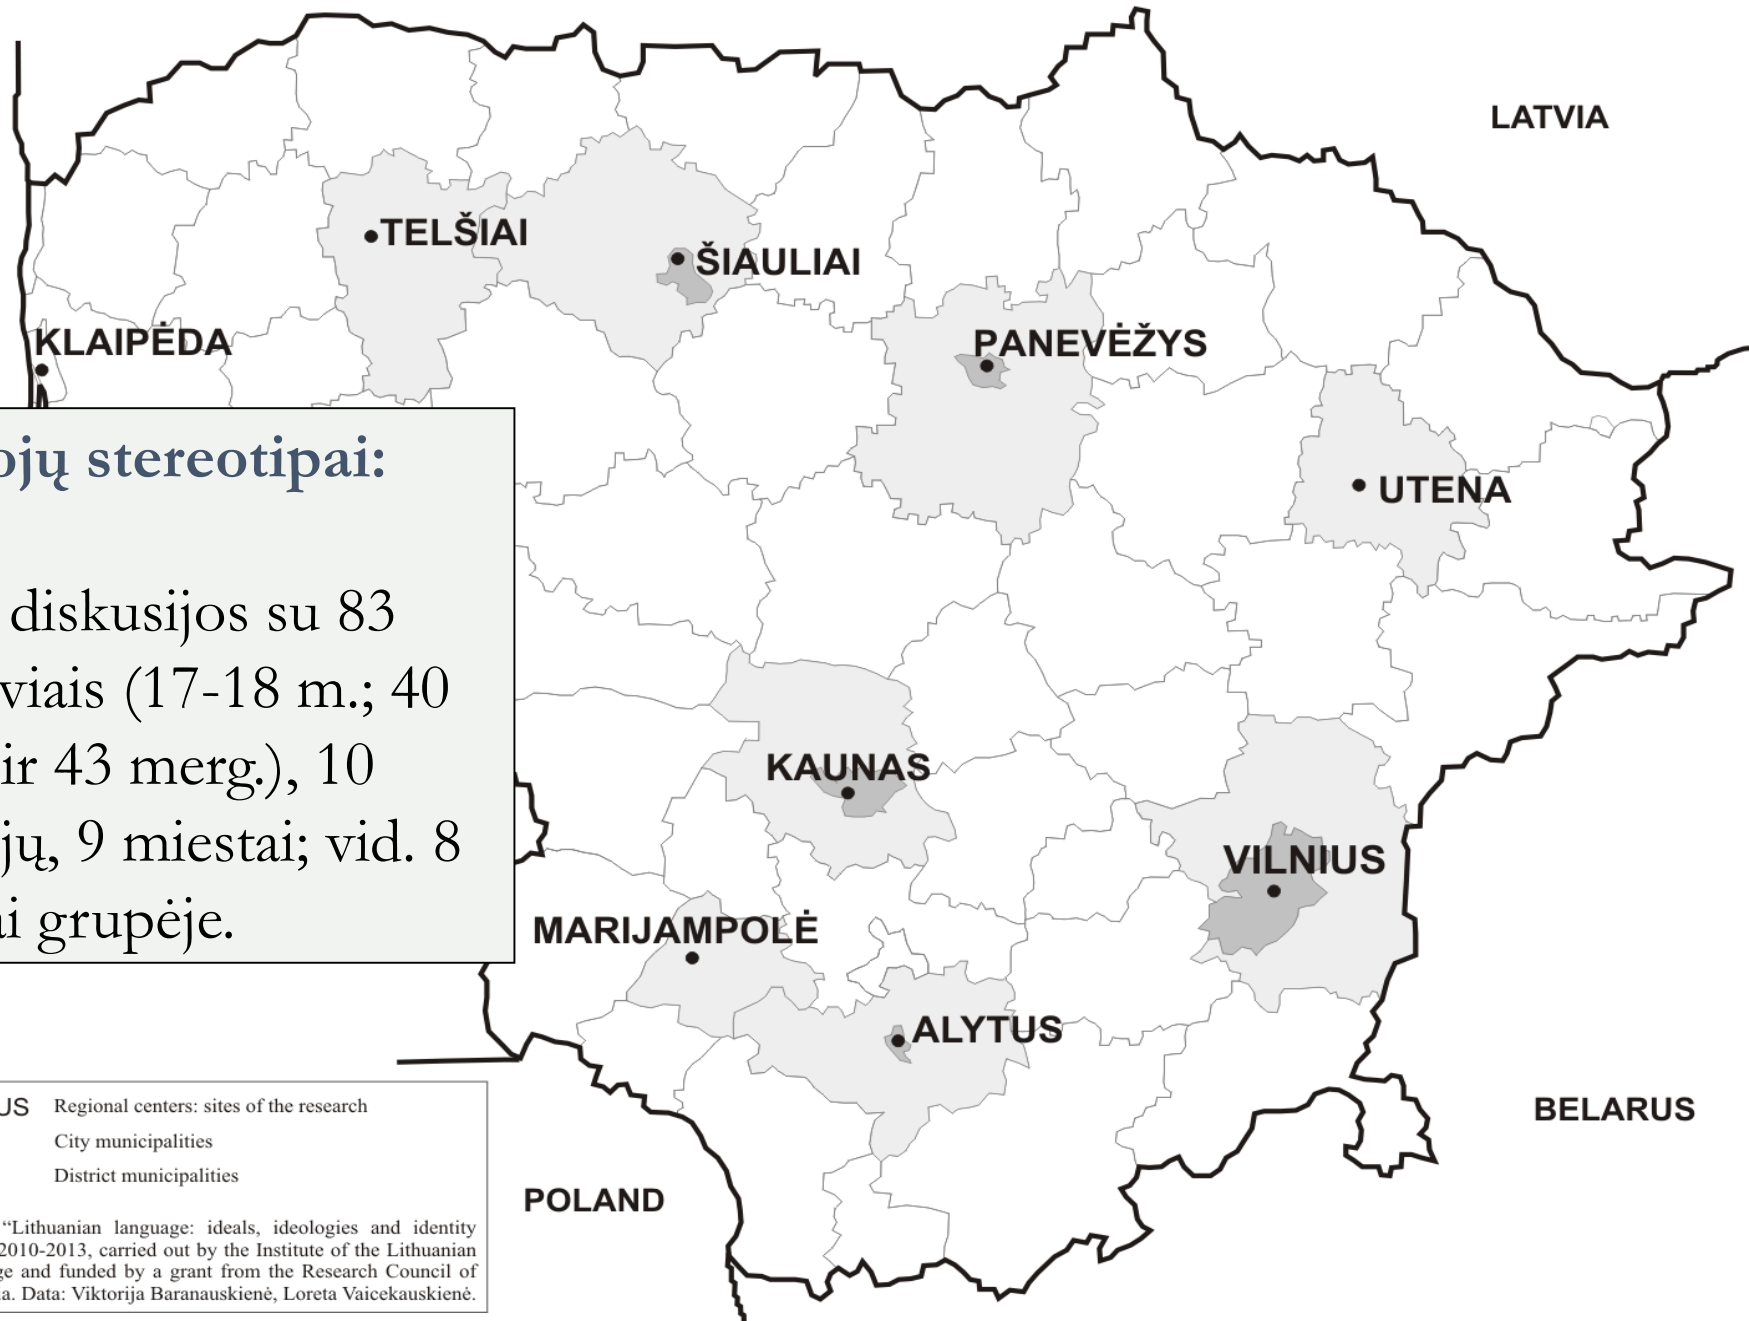 LATVIA
TELŠIAI
ŠIAULIAI
KLAIPĖDA
PANEVĖŽYS
ojų stereotipai:
UTENA
diskusijos su 83
viais (17-18 m.; 40
ir 43 merg.), 10
jų, 9 miestai; vid. 8
ai grupėje.
KAUNAS
VILNIUS
MARIJAMPOLĖ
ALYTUS
US Regional centers: sites of the research
City municipalities
District municipalities
BELARUS
POLAND
“Lithuanian language: ideals, ideologies and identity
2010-2013, carried out by the Institute of the Lithuanian
ge and funded by a grant from the Research Council of
ia. Data: Viktorija Baranauskienė, Loreta Vaicekauskienė.